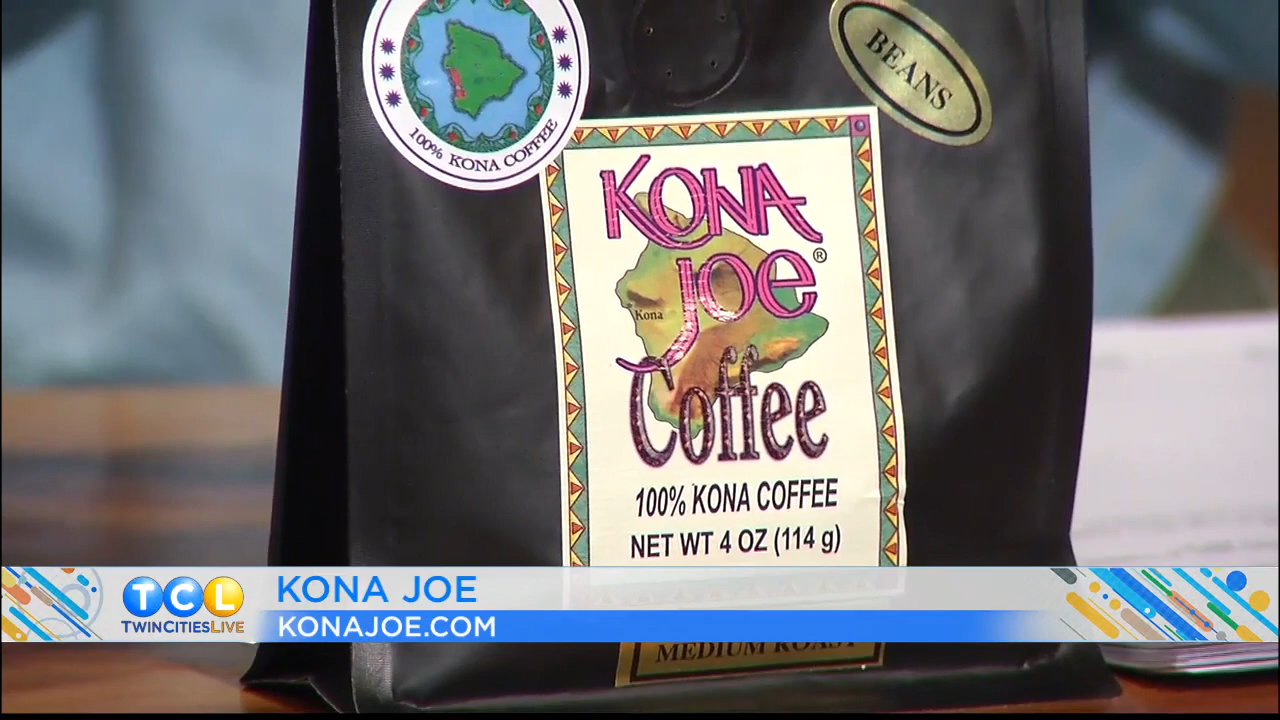 100% KONA COFFEE
BEANS
KONA
JOE®
Kona
Coffee
100% KONA COFFEE
NET WT 4 OZ (114 g)
TCL
TWINCITIESLIVE
KONA JOE
KONAJOE.COM
MEDIUM ROAST